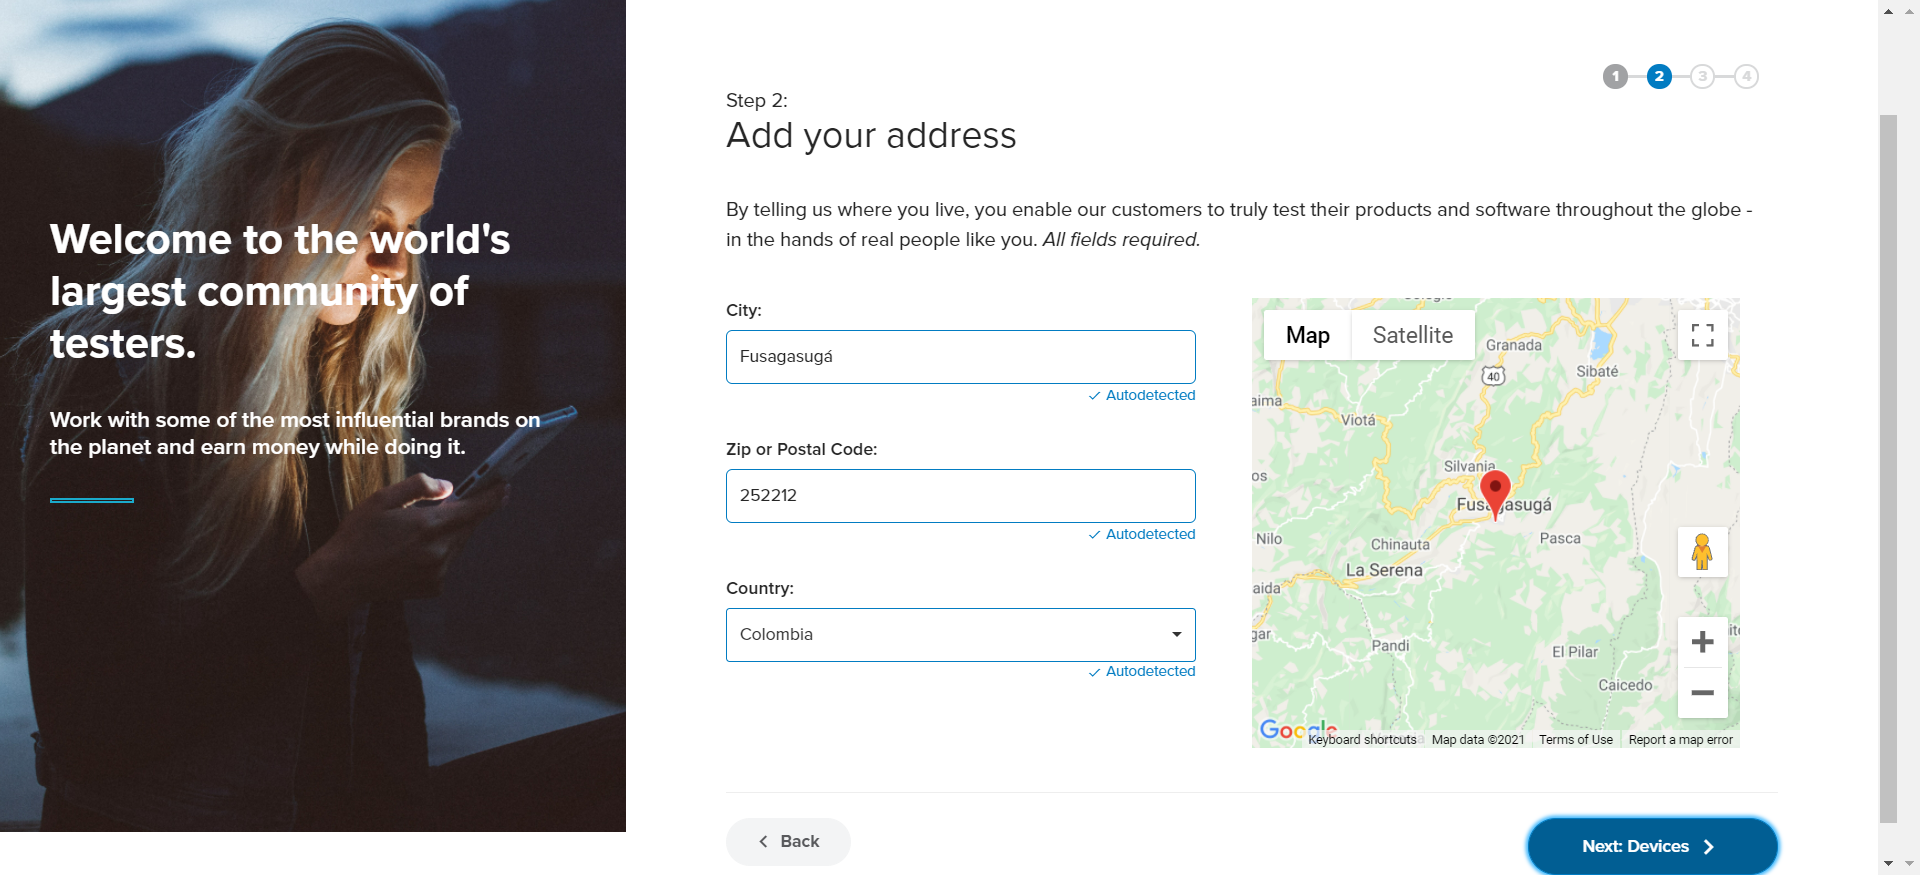 Welcome to the world's
largest community of
testers.
Work with some of the most influential brands on
the planet and earn money while doing it.
1 2 3 4
Step 2:
Add your address
By telling us where you live, you enable our customers to truly test their products and software throughout the globe -
in the hands of real people like you. All fields required.
City:
Fusagasugá
Autodetected
Zip or Postal Code:
252212
Autodetected
Country:
Colombia
Autodetected
Map
Satellite
Granada
40
Sibaté
aima
Viotá
Silvania
os
Fusagasugá
Nilo
Chinauta
Pasca
La Serena
aida
gar
Pandi
El Pilar
Caicedo
Google
Keyboard shortcuts
Map data ©2021
Terms of Use
Report a map error
Back
Next: Devices